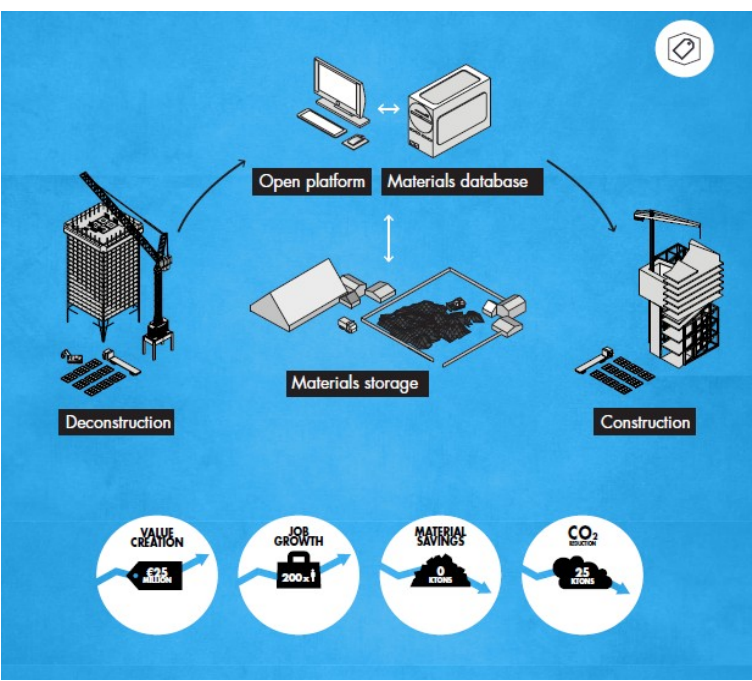 Open platform
Materials database
Materials storage
Deconstruction
Construction
VALUE
CREATION
€25
MILLION
JOB
GROWTH
200x
MATERIAL
SAVINGS
0
KTONS
CO₂
REDUCTION
25
KTONS